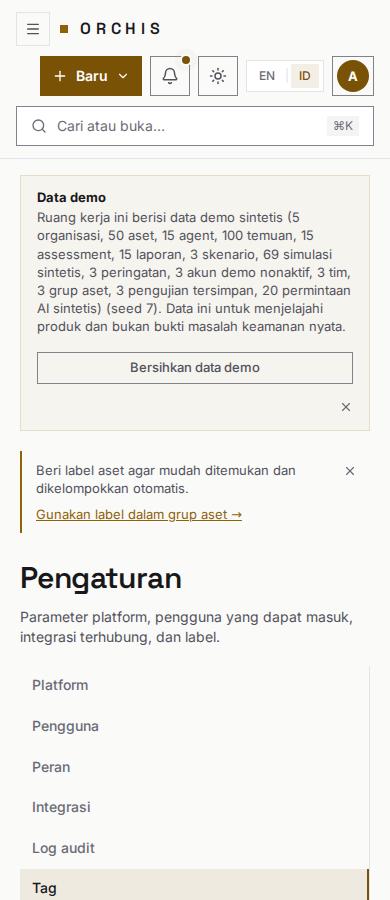 ORCHIS
Baru
EN
ID
A
Cari atau buka...
⌘K
Data demo
Ruang kerja ini berisi data demo sintetis (5
organisasi, 50 aset, 15 agent, 100 temuan, 15
assessment, 15 laporan, 3 skenario, 69 simulasi
sintetis, 3 peringatan, 3 akun demo nonaktif, 3 tim,
3 grup aset, 3 pengujian tersimpan, 20 permintaan
AI sintetis) (seed 7). Data ini untuk menjelajahi
produk dan bukan bukti masalah keamanan nyata.
Bersihkan data demo
Beri label aset agar mudah ditemukan dan
dikelompokkan otomatis.
Gunakan label dalam grup aset →
Pengaturan
Parameter platform, pengguna yang dapat masuk,
integrasi terhubung, dan label.
Platform
Pengguna
Peran
Integrasi
Log audit
Tag